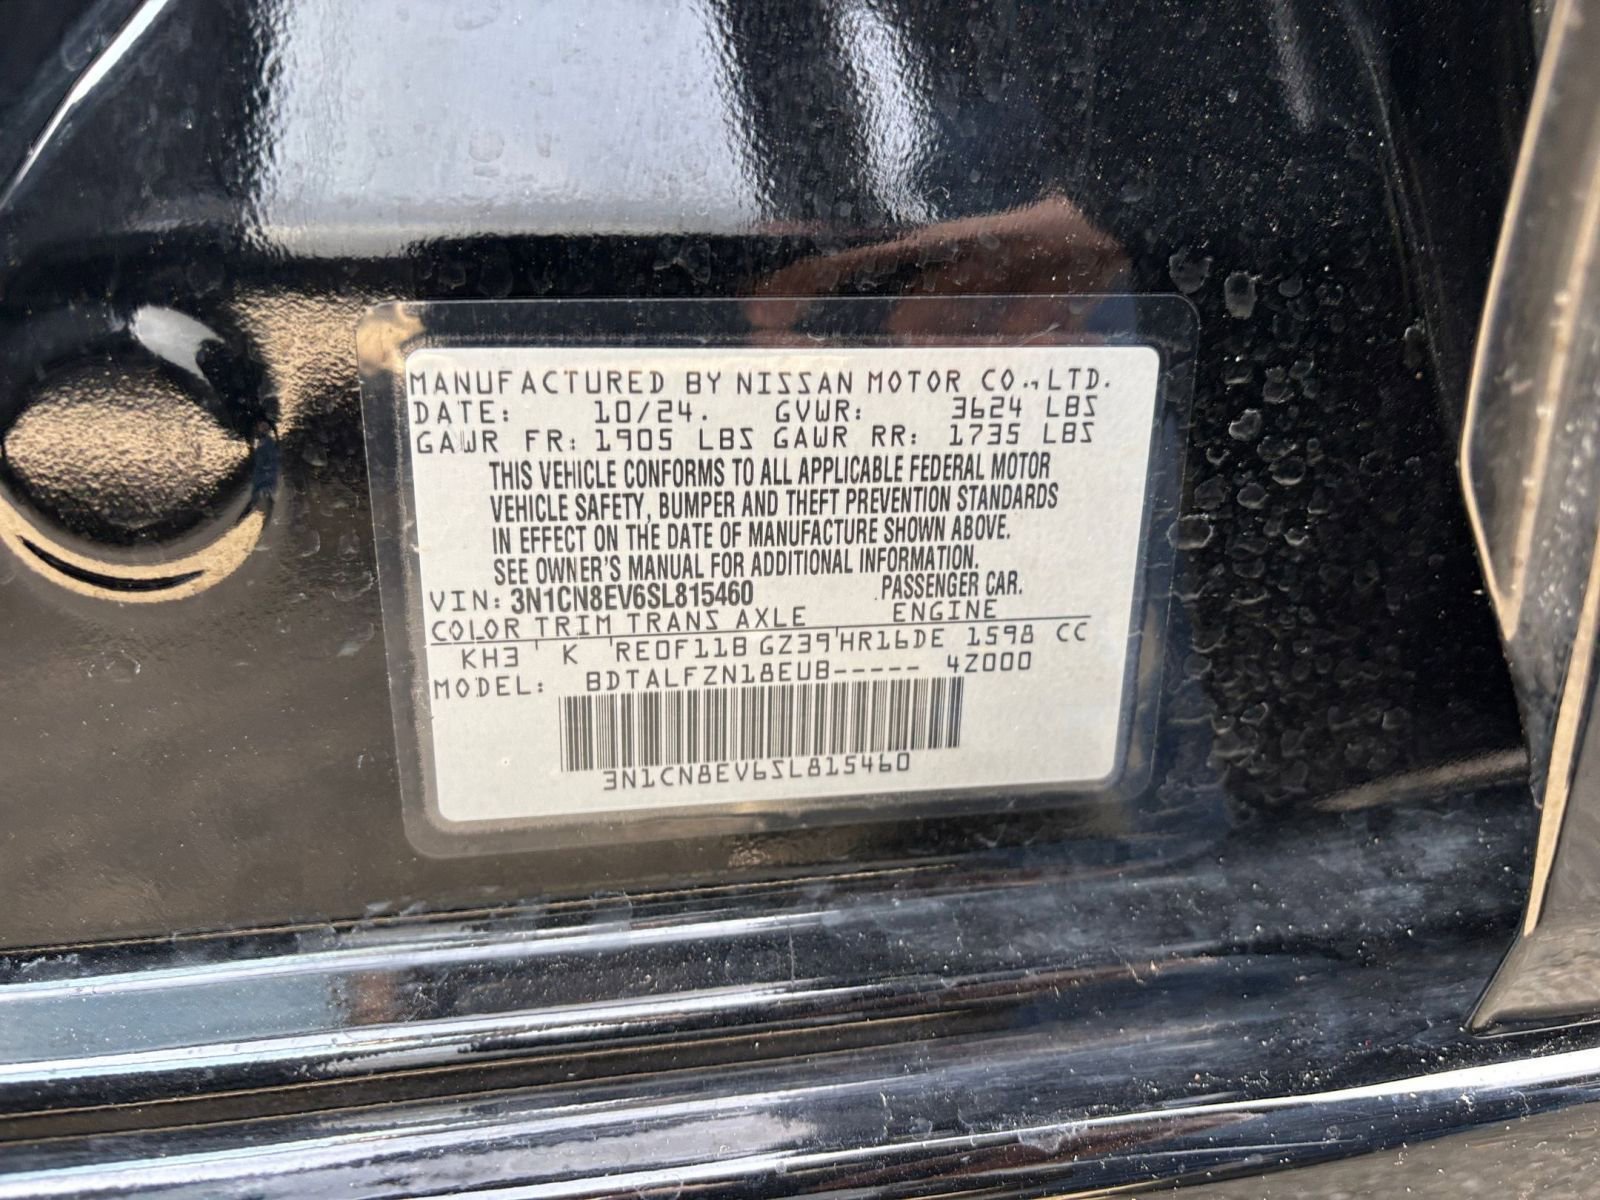 MANUFACTURED BY NISSAN MOTOR CO., LTD.
DATE: 10/24. GVWR: 3624 LBS
GAWR FR: 1905 LBS GAWR RR: 1735 LBS
THIS VEHICLE CONFORMS TO ALL APPLICABLE FEDERAL MOTOR
VEHICLE SAFETY, BUMPER AND THEFT PREVENTION STANDARDS
IN EFFECT ON THE DATE OF MANUFACTURE SHOWN ABOVE.
SEE OWNER'S MANUAL FOR ADDITIONAL INFORMATION.
VIN: 3N1CN8EV6SL815460 PASSENGER CAR.
COLOR TRIM TRANS AXLE ENGINE
KH3 ' K 'RE0F11B GZ39'HR16DE 1598 CC
MODEL: BDTALFZN18EUB----- 4Z000
3N1CN8EV6SL815460